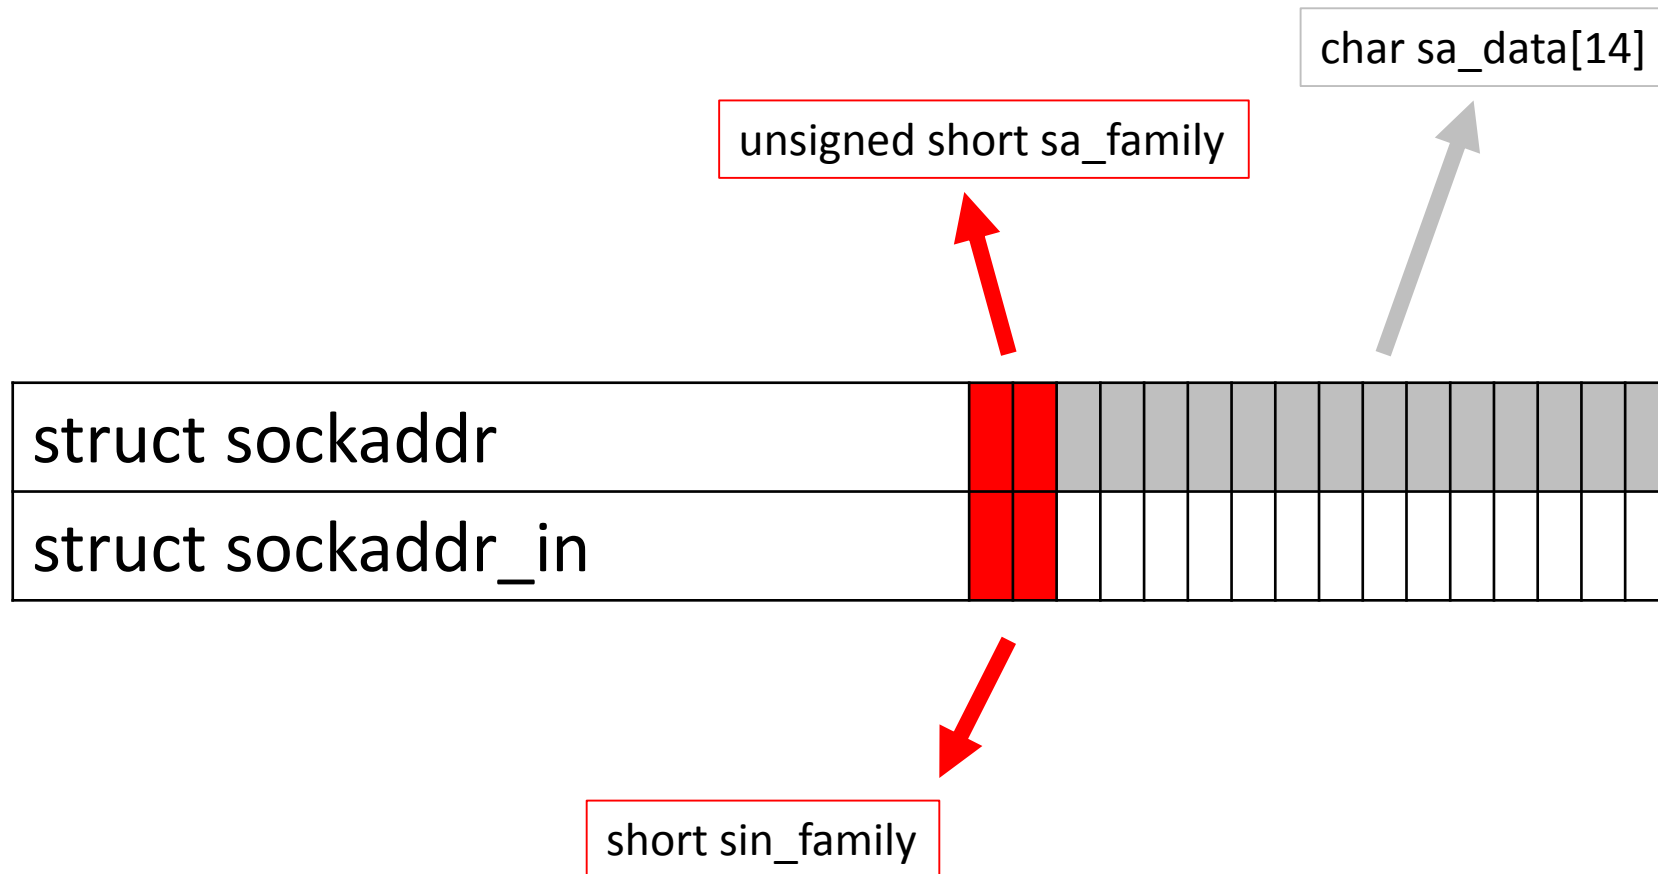 char sa_data[14]
unsigned short sa_family
struct sockaddr
struct sockaddr_in
short sin_family